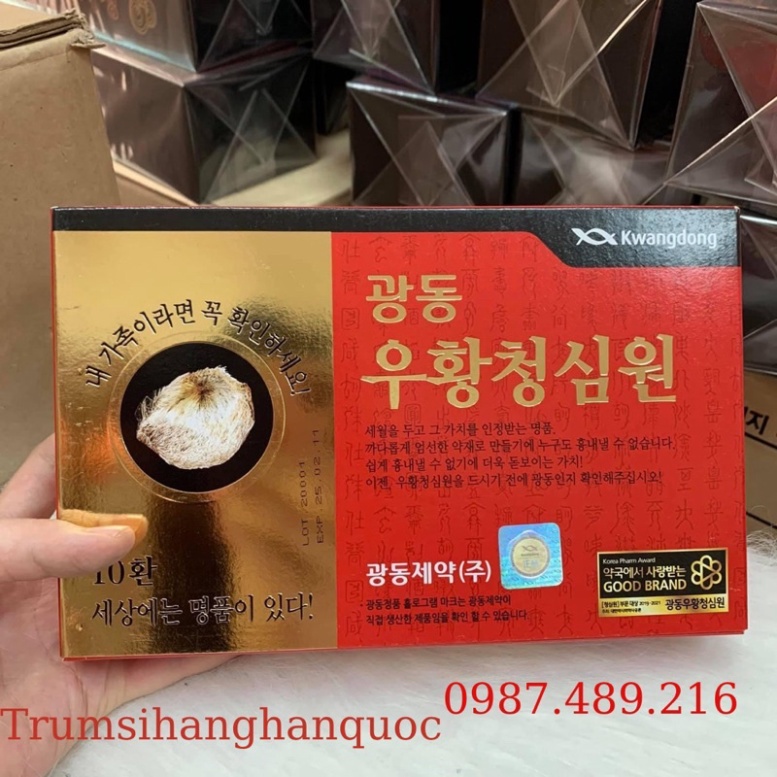 Kwangdong
내 가족이라면 꼭 확인하세요!
광동
우황청심원
세월을 두고 그 가치를 인정받는 명품,
까다롭게 엄선한 약재로 만들기에 누구도 흉내낼 수 없습니다.
쉽게 흉내낼 수 없기에 더욱 돋보이는 가치!
이젠, 우황청심원을 드시기 전에 광동인지 확인해주십시오!
LOT 20001
EXP 25.02.11
10환
세상에는 명품이 있다!
광동제약(주)
광동정품 홀로그램 마크는 광동제약이
직접 생산한 제품임을 확인 할 수 있습니다
Korea Pharm Award
약국에서 사랑받는
GOOD BRAND
광동우황청심원
지
0987.489.216
Trumsihanghanquoc